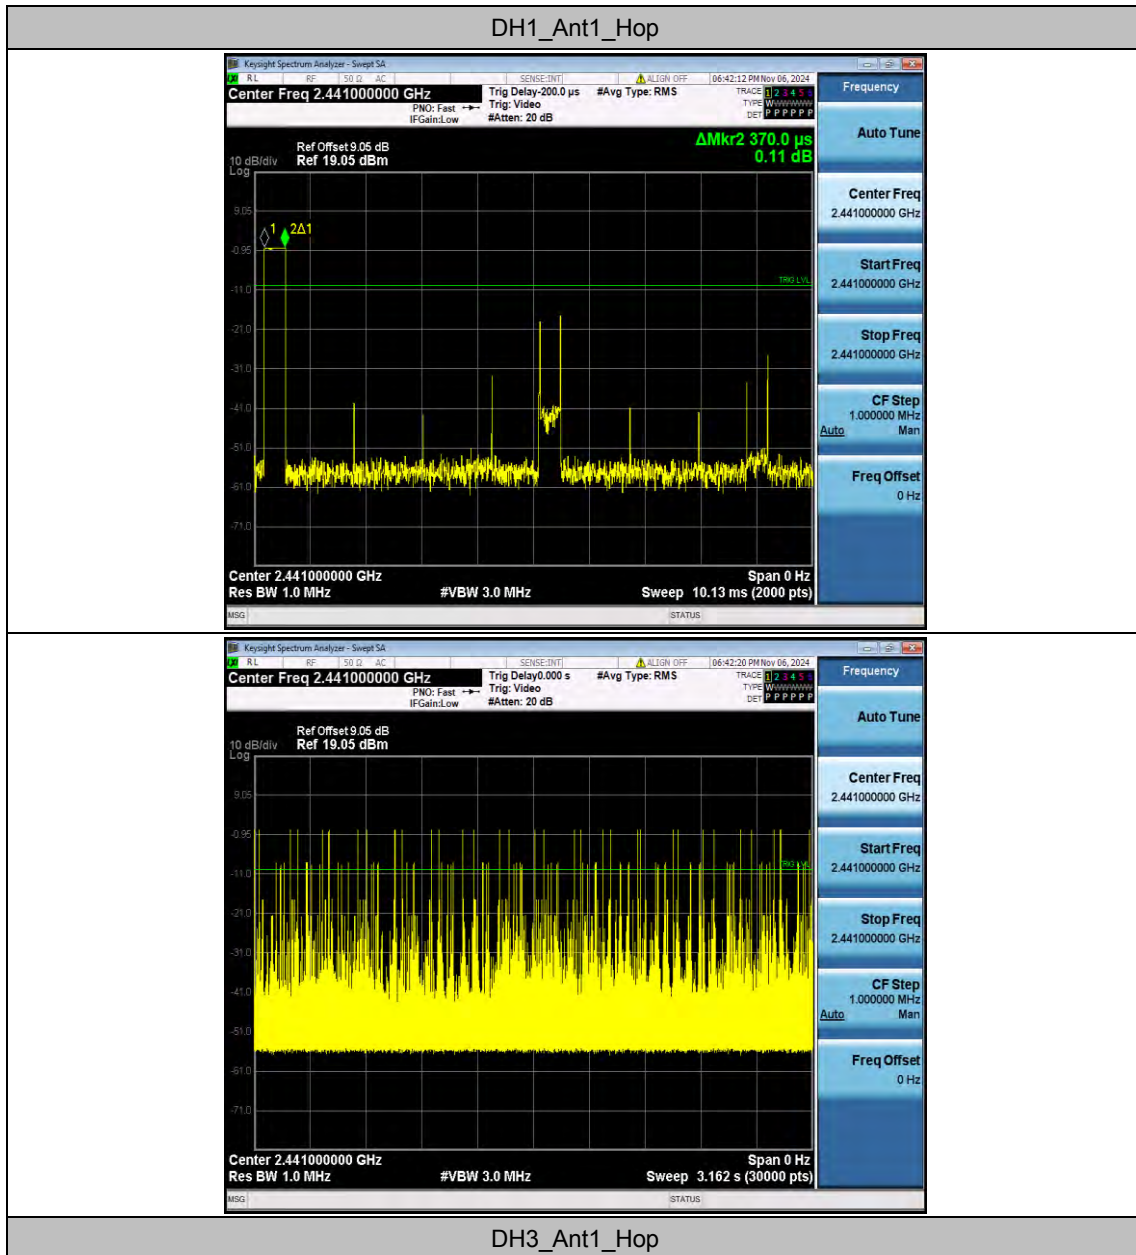 DH1_Ant1_Hop
Keysight Spectrum Analyzer - Swept SA
RL RF 50 Ω AC SENSE:INT ALIGN OFF 06:42:12 PM Nov 06, 2024
Center Freq 2.441000000 GHz
PNO: Fast
IFGain:Low
Trig Delay-200.0 µs
Trig: Video
#Atten: 20 dB
#Avg Type: RMS
TRACE 1 2 3 4 5 6
TYPE WWWWWW
DET P P P P P P
Frequency
Auto Tune
Center Freq
2.441000000 GHz
Start Freq
2.441000000 GHz
Stop Freq
2.441000000 GHz
CF Step
1.000000 MHz
Auto Man
Freq Offset
0 Hz
ΔMkr2 370.0 µs
0.11 dB
Ref Offset 9.05 dB
10 dB/div Ref 19.05 dBm
Log
9.05
1 2Δ1
-0.95
TRIG LVL
-11.0
-21.0
-31.0
-41.0
-51.0
-61.0
-71.0
Center 2.441000000 GHz Span 0 Hz
Res BW 1.0 MHz #VBW 3.0 MHz Sweep 10.13 ms (2000 pts)
MSG STATUS
Keysight Spectrum Analyzer - Swept SA
RL RF 50 Ω AC SENSE:INT ALIGN OFF 06:42:20 PM Nov 06, 2024
Center Freq 2.441000000 GHz
PNO: Fast
IFGain:Low
Trig Delay0.000 s
Trig: Video
#Atten: 20 dB
#Avg Type: RMS
TRACE 1 2 3 4 5 6
TYPE WWWWWW
DET P P P P P P
Frequency
Auto Tune
Center Freq
2.441000000 GHz
Start Freq
2.441000000 GHz
Stop Freq
2.441000000 GHz
CF Step
1.000000 MHz
Auto Man
Freq Offset
0 Hz
Ref Offset 9.05 dB
10 dB/div Ref 19.05 dBm
Log
9.05
-0.95
TRIG LVL
-11.0
-21.0
-31.0
-41.0
-51.0
-61.0
-71.0
Center 2.441000000 GHz Span 0 Hz
Res BW 1.0 MHz #VBW 3.0 MHz Sweep 3.162 s (30000 pts)
MSG STATUS
DH3_Ant1_Hop